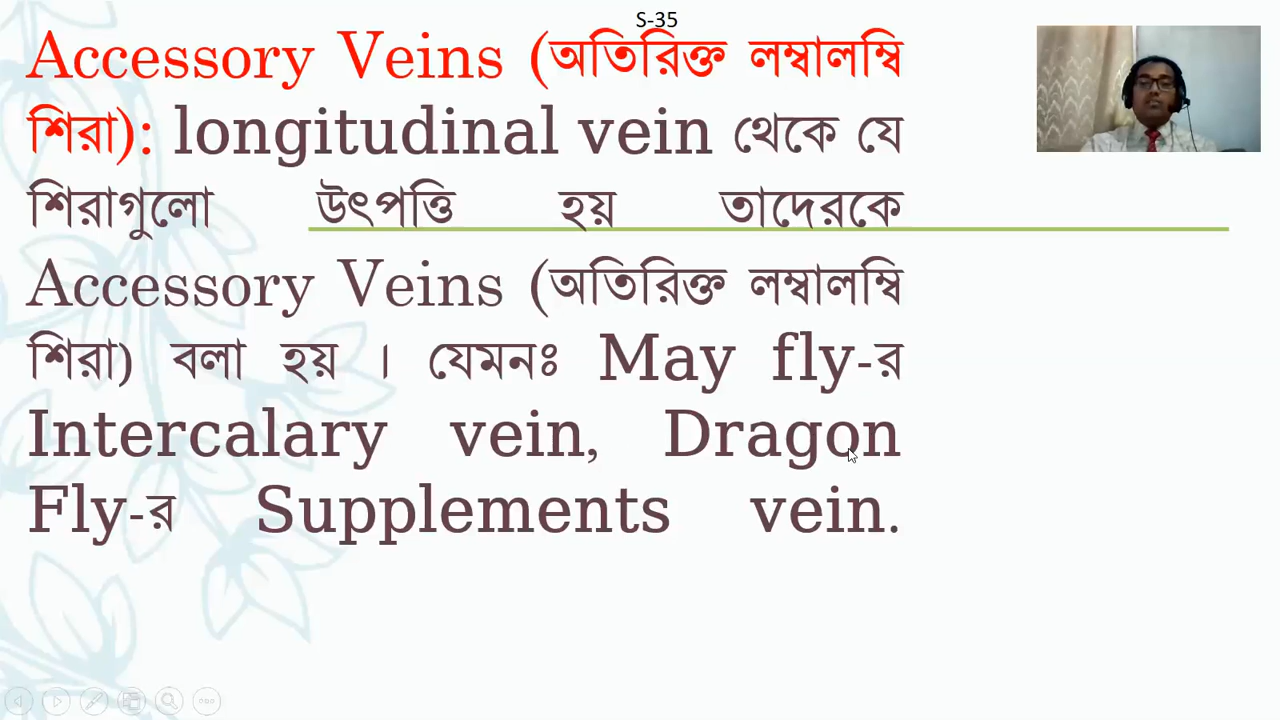 S-35
Accessory Veins (অতিরিক্ত লম্বালম্বি
শিরা): longitudinal vein থেকে যে
শিরাগুলো উৎপত্তি হয় তাদেরকে
Accessory Veins (অতিরিক্ত লম্বালম্বি
শিরা) বলা হয় । যেমনঃ May fly-র
Intercalary vein, Dragon
Fly-র Supplements vein.